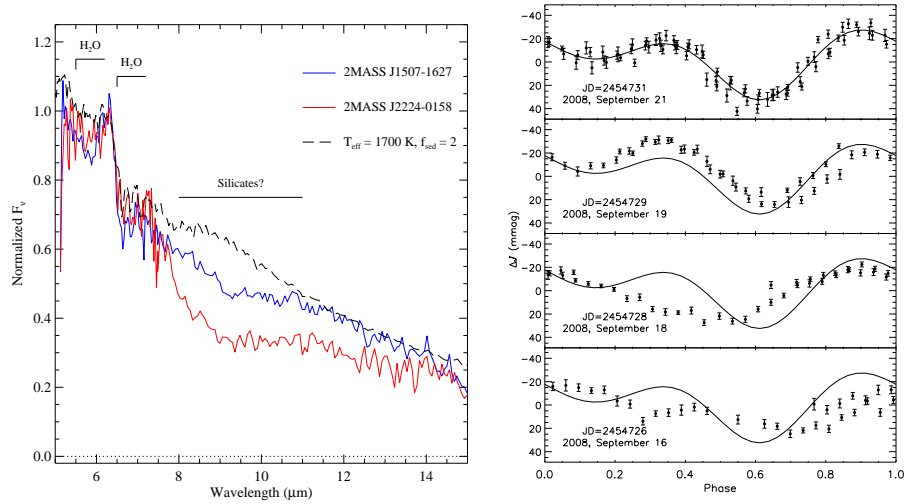 1.2
1.0
0.8
0.6
0.4
0.2
0.0
Normalized Fν
H₂O
H₂O
2MASS J1507-1627
2MASS J2224-0158
T_eff = 1700 K, f_sed = 2
Silicates?
6 8 10 12 14
Wavelength (μm)
-40
-20
0
20
40
JD=2454731
2008, September 21
-40
-20
0
20
40
JD=2454729
2008, September 19
-40
-20
0
20
40
JD=2454728
2008, September 18
-40
-20
0
20
40
JD=2454726
2008, September 16
ΔJ (mmag)
0.0 0.2 0.4 0.6 0.8 1.0
Phase